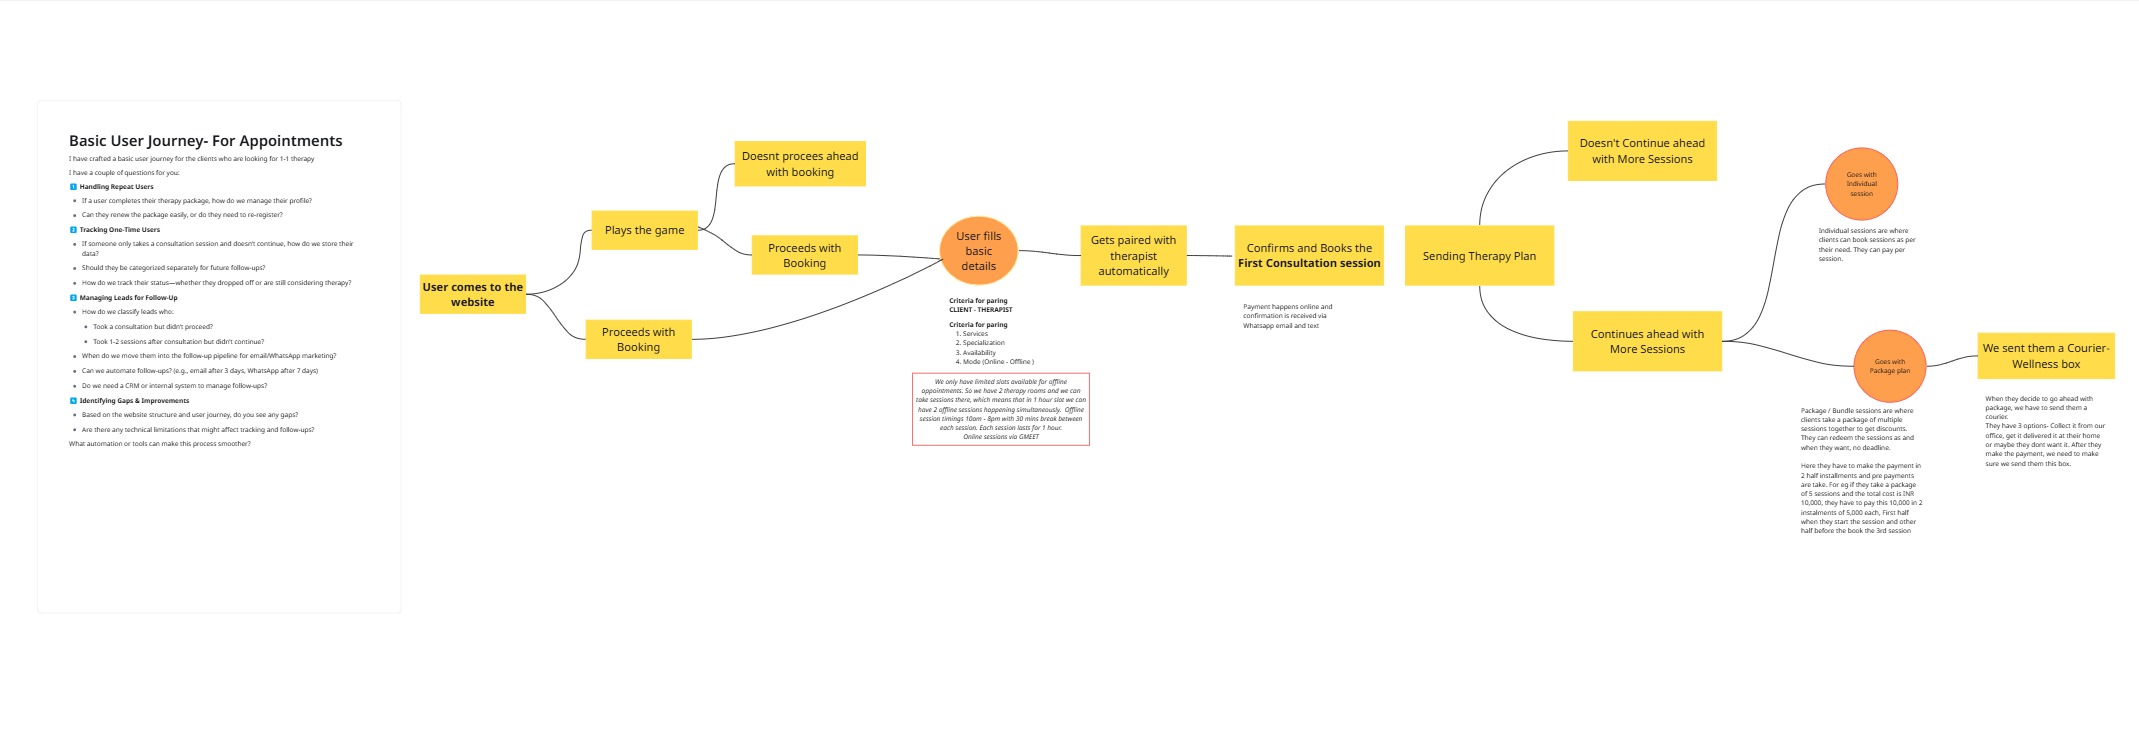 Basic User Journey- For Appointments
I have crafted a basic user journey for the clients who are looking for 1-1 therapy
I have a couple of questions for you:
1 Handling Repeat Users
• If a user completes their therapy package, how do we manage their profile?
• Can they renew the package easily, or do they need to re-register?
2 Tracking One-Time Users
• If someone only takes a consultation session and doesn't continue, how do we store their
data?
• Should they be categorized separately for future follow-ups?
• How do we track their status—whether they dropped off or are still considering therapy?
3 Managing Leads for Follow-Up
• How do we classify leads who:
• Took a consultation but didn't proceed?
• Took 1-2 sessions after consultation but didn't continue?
• When do we move them into the follow-up pipeline for email/WhatsApp marketing?
• Can we automate follow-ups? (e.g., email after 3 days, WhatsApp after 7 days)
• Do we need a CRM or internal system to manage follow-ups?
4 Identifying Gaps & Improvements
• Based on the website structure and user journey, do you see any gaps?
• Are there any technical limitations that might affect tracking and follow-ups?
What automation or tools can make this process smoother?
User comes to the
website
Plays the game
Doesnt procees ahead
with booking
Proceeds with
Booking
Proceeds with
Booking
User fills
basic
details
Criteria for paring
CLIENT - THERAPIST
Criteria for paring
1. Services
2. Specialization
3. Availability
4. Mode (Online - Offline )
We only have limited slats available for offline
appointments. So we have 2 therapy rooms and we can
take sessions there, which means that in 1 hour slot we can
have 2 offline sessions happening simultaneously. Offline
session timings 10am - 8pm with 30 mins break between
each session. Each session lasts for 1 hour.
Online sessions via GMEET
Gets paired with
therapist
automatically
Confirms and Books the
First Consultation session
Payment happens online and
confirmation is received via
Whatsapp email and text
Sending Therapy Plan
Doesn't Continue ahead
with More Sessions
Continues ahead with
More Sessions
Goes with
Individual
session
Individual sessions are where
clients can book sessions as per
their need. They can pay per
session.
Goes with
Package plan
Package / Bundle sessions are where
clients take a package of multiple
sessions together to get discounts.
They can redeem the sessions as and
when they want, no deadline.
Here they have to make the payment in
2 half installments and pre payments
are take. For eg if they take a package
of 5 sessions and the total cost is INR
10,000, they have to pay this 10,000 in 2
instalments of 5,000 each, First half
when they start the session and other
half before the book the 3rd session
We sent them a Courier-
Wellness box
When they decide to go ahead with
package, we have to send them a
courier.
They have 3 options- Collect it from our
office, get it delivered it at their home
or maybe they dont want it. After they
make the payment, we need to make
sure we send them this box.